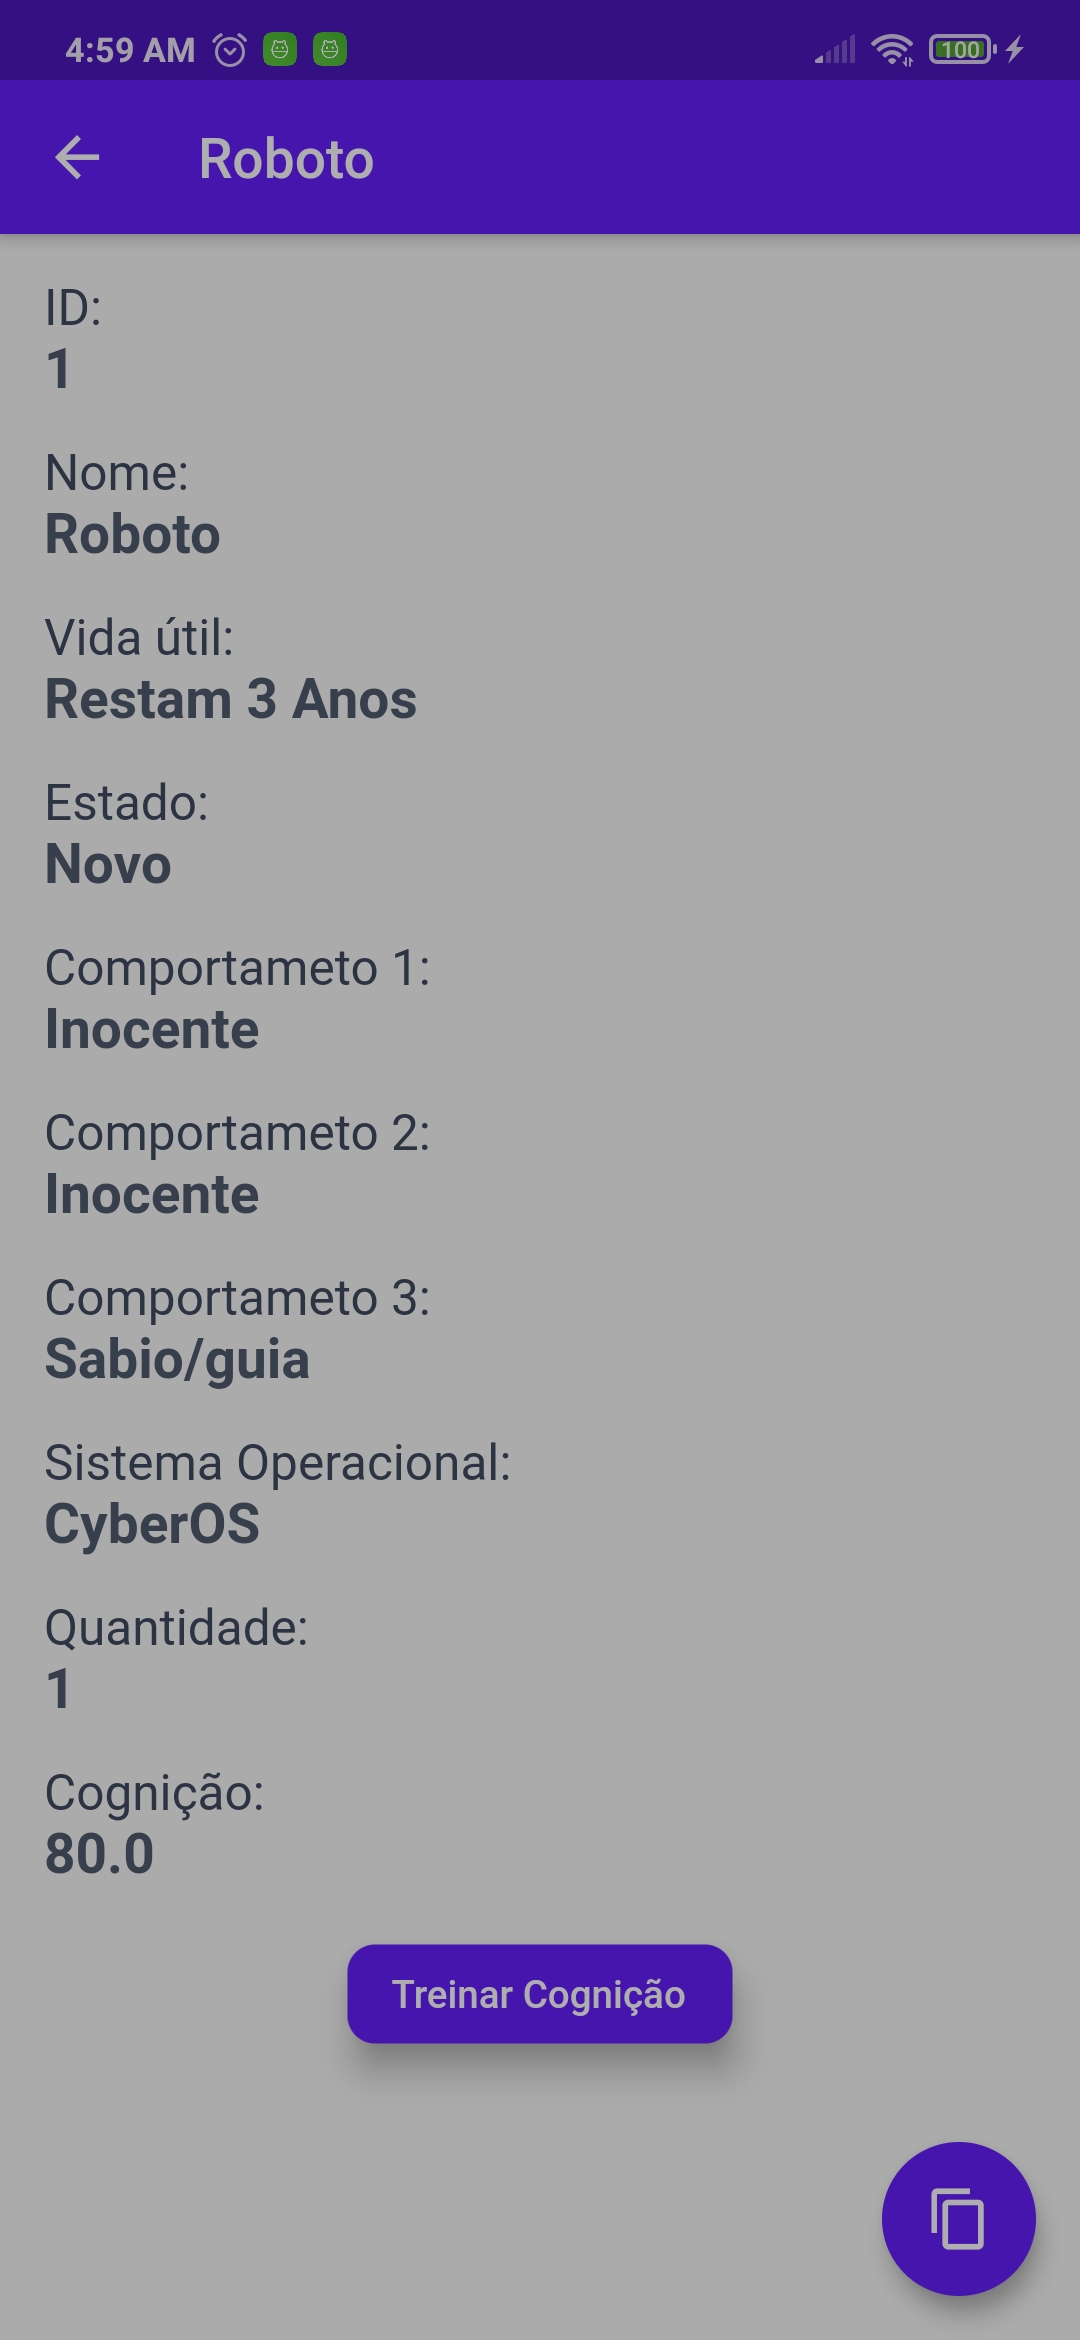 4:59 AM
100
Roboto
ID:
1
Nome:
Roboto
Vida útil:
Restam 3 Anos
Estado:
Novo
Comportameto 1:
Inocente
Comportameto 2:
Inocente
Comportameto 3:
Sabio/guia
Sistema Operacional:
CyberOS
Quantidade:
1
Cognição:
80.0
Treinar Cognição